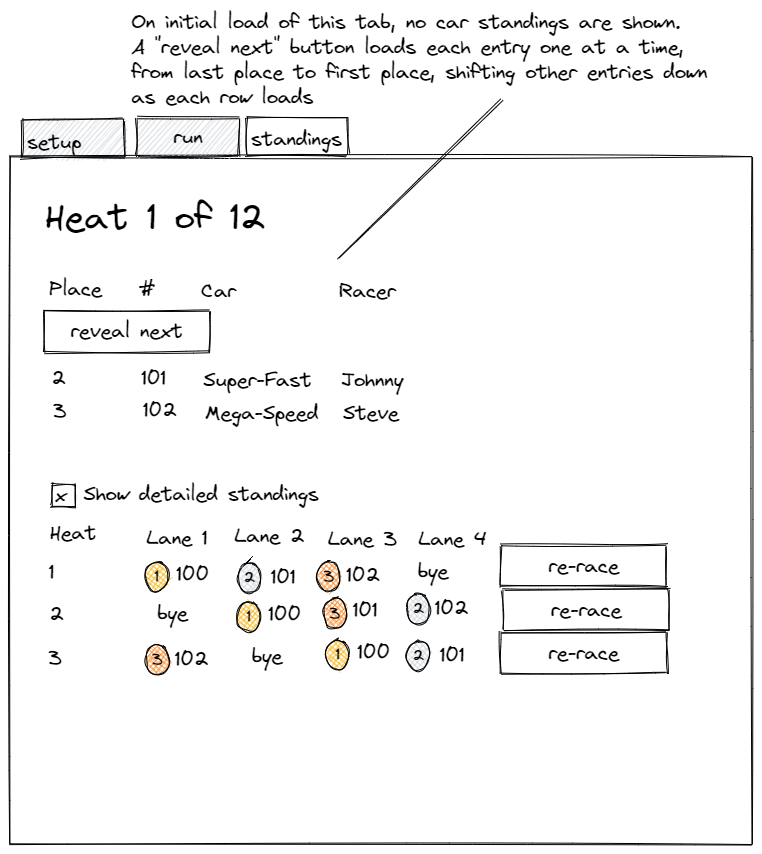 On initial load of this tab, no car standings are shown.
A "reveal next" button loads each entry one at a time,
from last place to first place, shifting other entries down
as each row loads
setup run standings
Heat 1 of 12
Place # Car Racer
reveal next
2 101 Super-Fast Johnny
3 102 Mega-Speed Steve
x Show detailed standings
Heat Lane 1 Lane 2 Lane 3 Lane 4
1 1 100 2 101 3 102 bye re-race
2 bye 1 100 3 101 2 102 re-race
3 3 102 bye 1 100 2 101 re-race